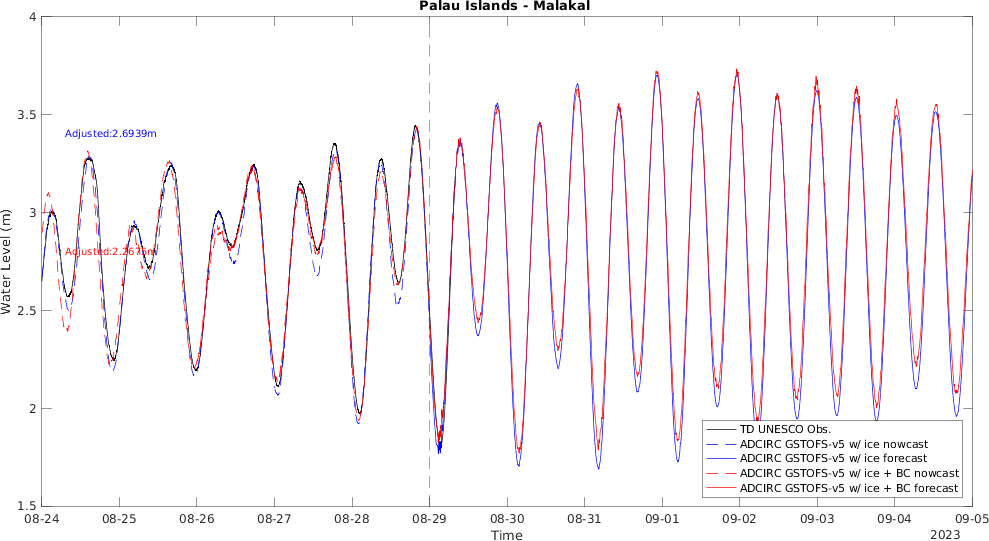 Palau Islands - Malakal
4
3.5
3
2.5
2
1.5
Water Level (m)
Adjusted:2.6939m
Adjusted:2.2676m
TD UNESCO Obs.
ADCIRC GSTOFS-v5 w/ ice nowcast
ADCIRC GSTOFS-v5 w/ ice forecast
ADCIRC GSTOFS-v5 w/ ice + BC nowcast
ADCIRC GSTOFS-v5 w/ ice + BC forecast
08-24 08-25 08-26 08-27 08-28 08-29 08-30 08-31 09-01 09-02 09-03 09-04 09-05
Time
2023